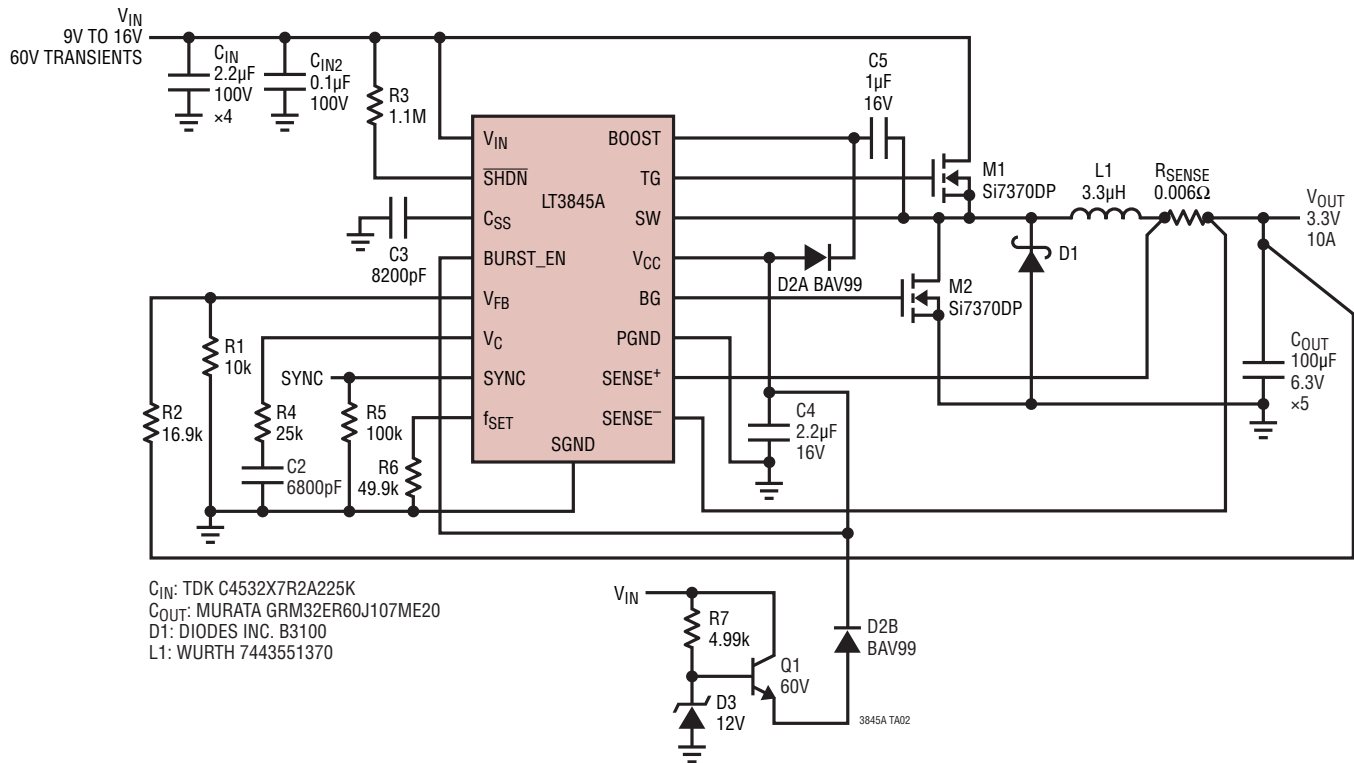 VIN
9V TO 16V
60V TRANSIENTS
CIN
2.2µF
100V
×4
CIN2
0.1µF
100V
R3
1.1M
C5
1µF
16V
VIN
SHDN
CSS
BURST_EN
VFB
VC
SYNC
fSET
LT3845A
SGND
BOOST
TG
SW
VCC
BG
PGND
SENSE+
SENSE–
M1
Si7370DP
L1
3.3µH
RSENSE
0.006Ω
VOUT
3.3V
10A
C3
8200pF
D2A BAV99
D1
M2
Si7370DP
R1
10k
R2
16.9k
SYNC
R4
25k
R5
100k
C2
6800pF
R6
49.9k
C4
2.2µF
16V
COUT
100µF
6.3V
×5
CIN: TDK C4532X7R2A225K
COUT: MURATA GRM32ER60J107ME20
D1: DIODES INC. B3100
L1: WURTH 7443551370
VIN
R7
4.99k
Q1
60V
D3
12V
D2B
BAV99
3845A TA02